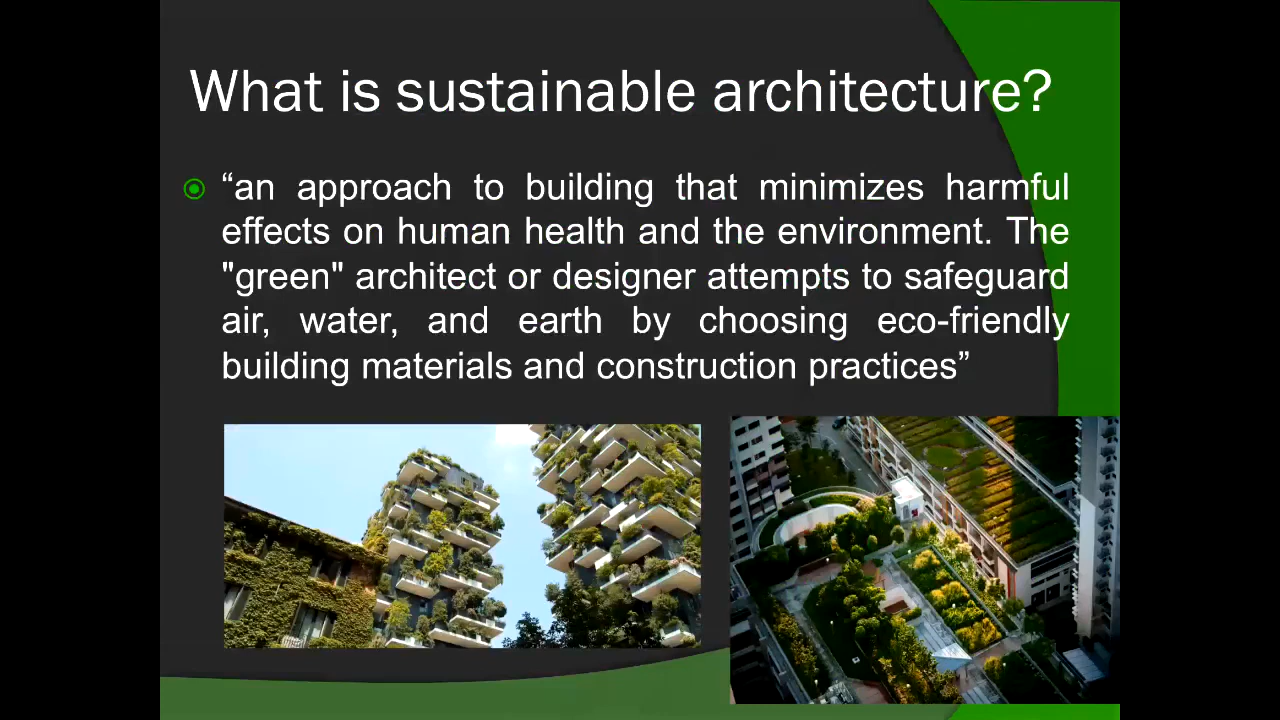 What is sustainable architecture?
“an approach to building that minimizes harmful
effects on human health and the environment. The
"green" architect or designer attempts to safeguard
air, water, and earth by choosing eco-friendly
building materials and construction practices”